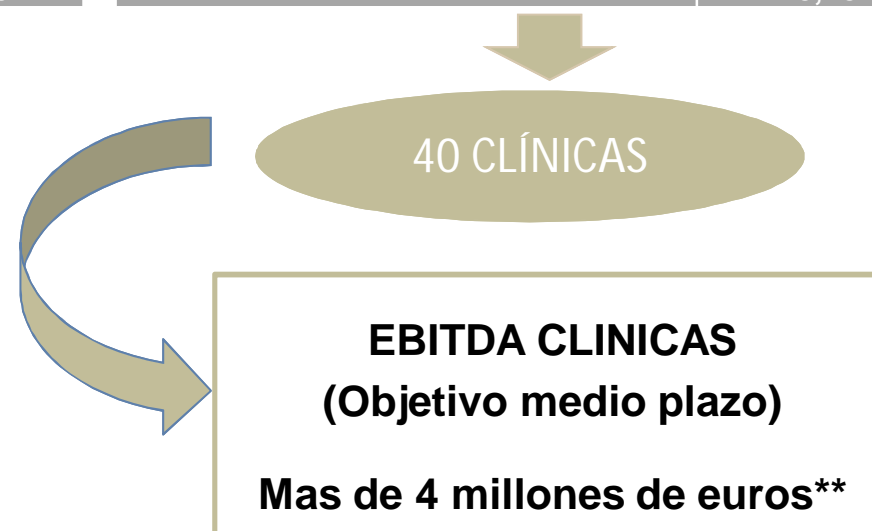 40 CLÍNICAS
EBITDA CLINICAS
(Objetivo medio plazo)
Mas de 4 millones de euros**